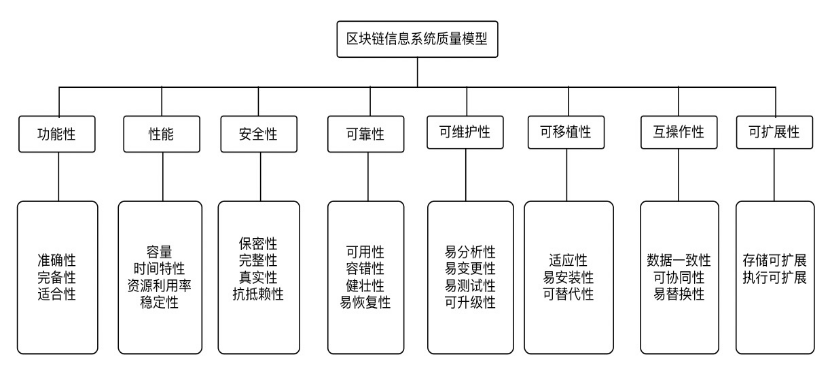 区块链信息系统质量模型
功能性
性能
安全性
可靠性
可维护性
可移植性
互操作性
可扩展性
准确性
完备性
适合性
容量
时间特性
资源利用率
稳定性
保密性
完整性
真实性
抗抵赖性
可用性
容错性
健壮性
易恢复性
易分析性
易变更性
易测试性
可升级性
适应性
易安装性
可替代性
数据一致性
可协同性
易替换性
存储可扩展
执行可扩展